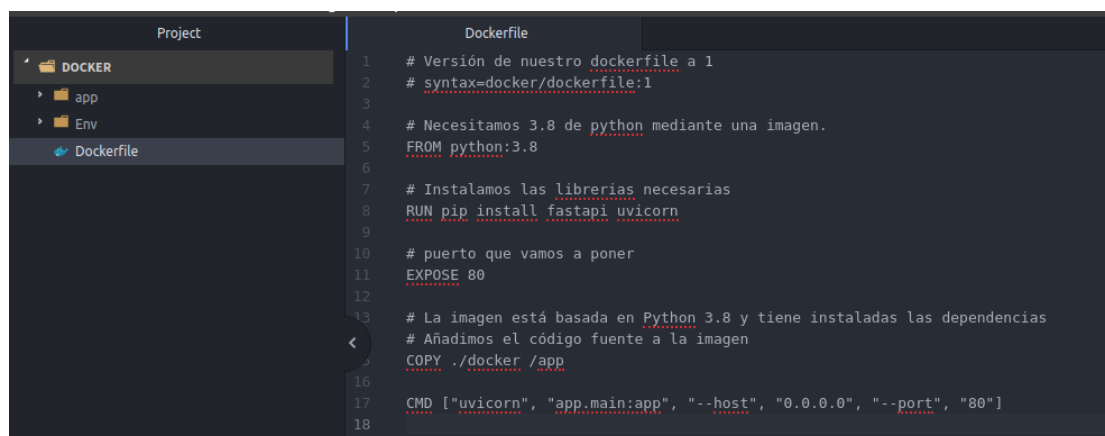 Project
Dockerfile
DOCKER
app
Env
Dockerfile
1 # Versión de nuestro dockerfile a 1
2 # syntax=docker/dockerfile:1
3
4 # Necesitamos 3.8 de python mediante una imagen.
5 FROM python:3.8
6
7 # Instalamos las librerias necesarias
8 RUN pip install fastapi uvicorn
9
10 # puerto que vamos a poner
11 EXPOSE 80
12
13 # La imagen está basada en Python 3.8 y tiene instaladas las dependencias
# Añadimos el código fuente a la imagen
COPY ./docker /app
16
17 CMD ["uvicorn", "app.main:app", "--host", "0.0.0.0", "--port", "80"]
18